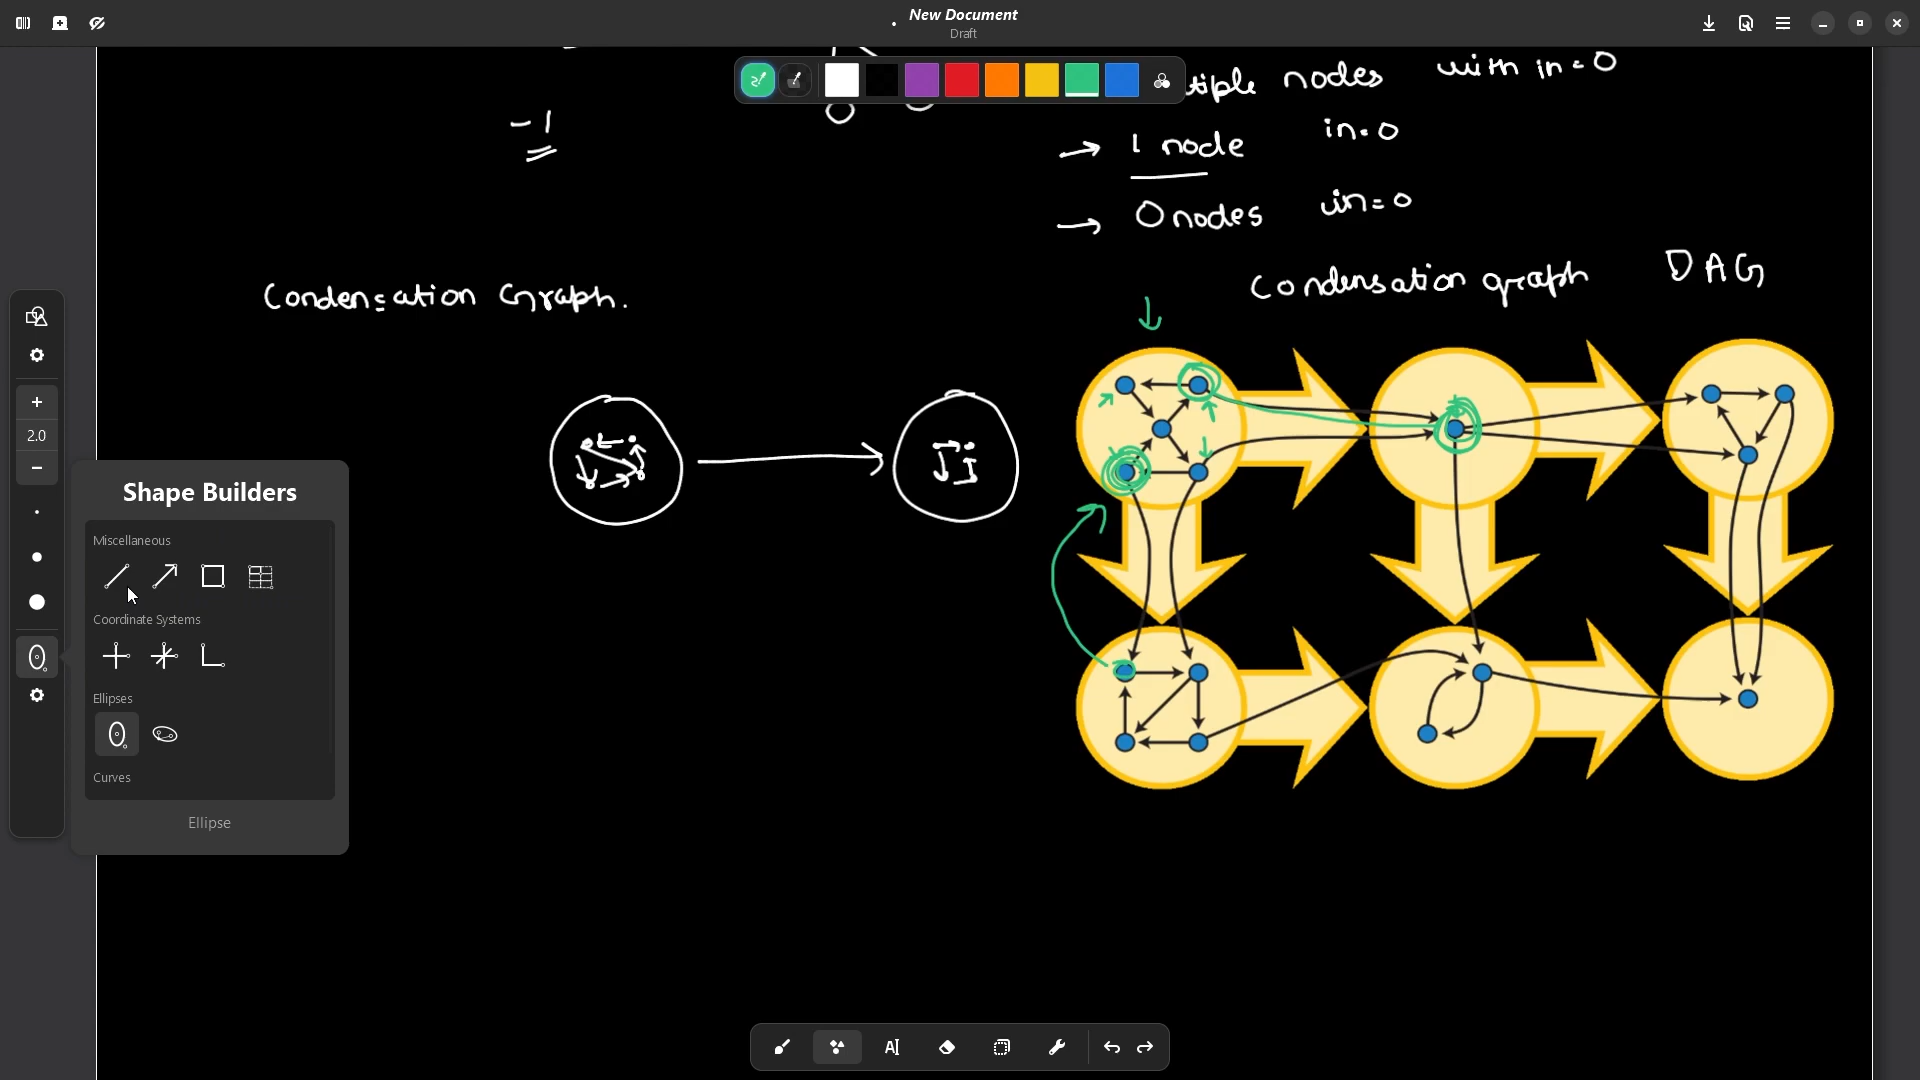 New Document
Draft
tiple nodes with in = 0
- 1
→ 1 node in = 0
→ 0 nodes in = 0
Condensation Graph.
Condensation graph DAG
+
2.0
-
Shape Builders
Miscellaneous
Coordinate Systems
Ellipses
Curves
Ellipse
AI